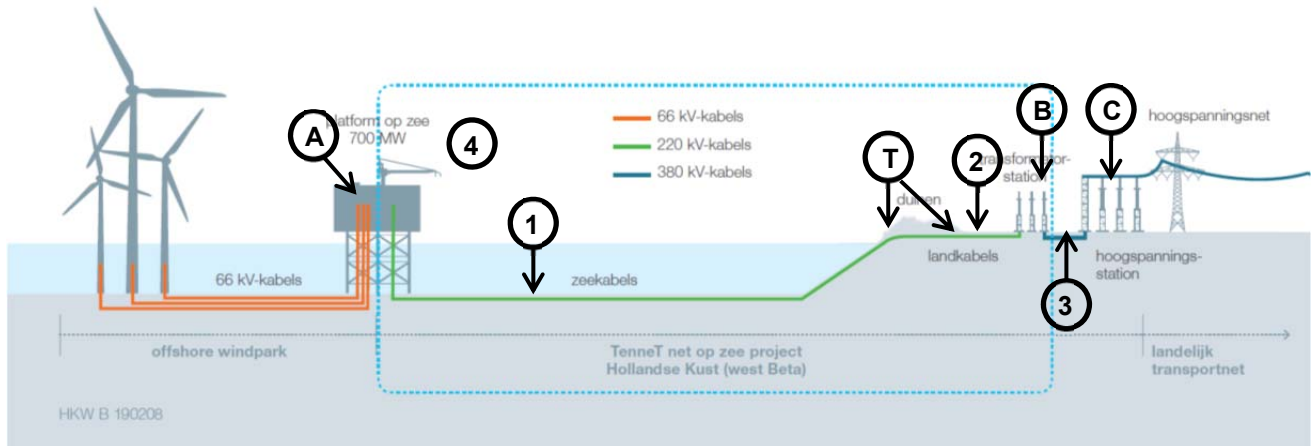 66 kV-kabels
220 kV-kabels
380 kV-kabels
platform op zee
700 MW
A
4
1
T
2
B
C
3
hoogspanningsnet
transformator-
station
duinen
66 kV-kabels
zeekabels
landkabels
hoogspannings-
station
offshore windpark
TenneT net op zee project
Hollandse Kust (west Beta)
landelijk
transportnet
HKW B 190208